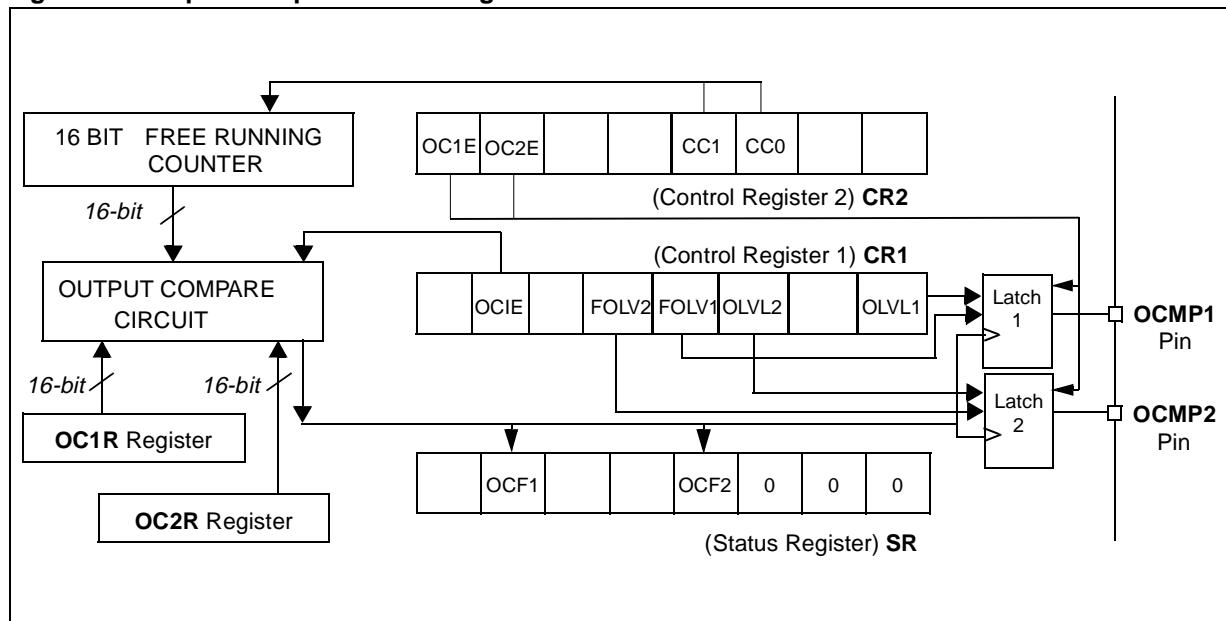 16 BIT FREE RUNNING
COUNTER
OC1E OC2E CC1 CC0
16-bit
(Control Register 2) CR2
(Control Register 1) CR1
OUTPUT COMPARE
CIRCUIT
OCIE FOLV2 FOLV1 OLVL2 OLVL1
Latch
1
OCMP1
Pin
16-bit
16-bit
Latch
2
OCMP2
Pin
OC1R Register
OCF1 OCF2 0 0 0
OC2R Register
(Status Register) SR